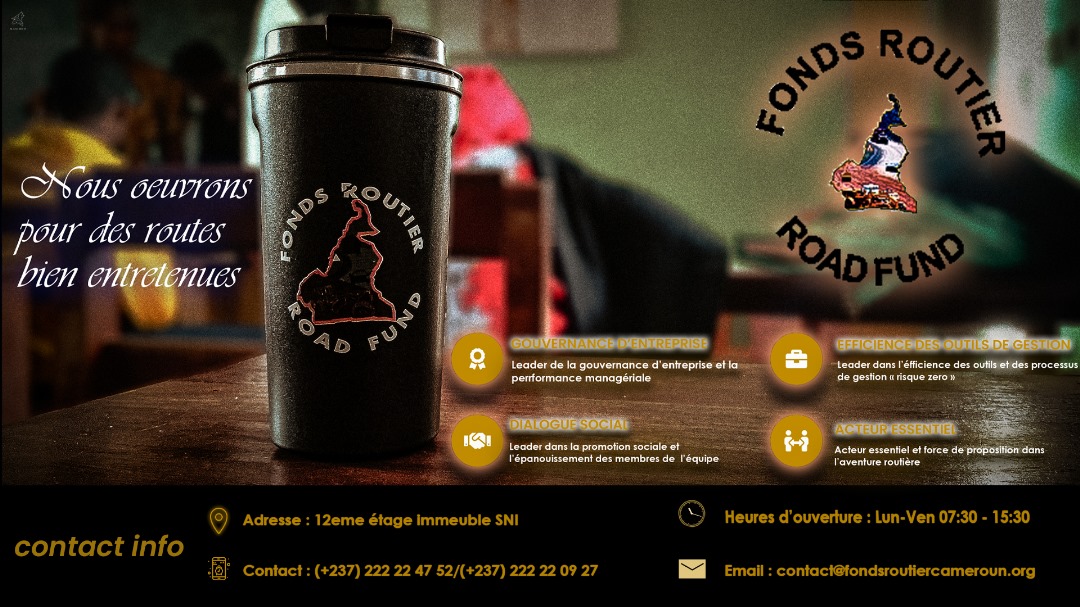 FONDS ROUTIER
ROAD FUND
Nous oeuvrons
pour des routes
bien entretenues
FONDS ROUTIER
ROAD FUND
GOUVERNANCE D'ENTREPRISE
Leader de la gouvernance d'entreprise et la
perrformance managériale
EFFICIENCE DES OUTILS DE GESTION
Leader dans l'éfficience des outils et des processus
de gestion « risque zero »
DIALOGUE SOCIAL
Leader dans la promotion sociale et
l'épanouissement des membres de l'équipe
ACTEUR ESSENTIEL
Acteur essentiel et force de proposition dans
l'aventure routière
contact info
Adresse : 12eme étage immeuble SNI
Heures d'ouverture : Lun-Ven 07:30 - 15:30
Contact : (+237) 222 22 47 52/(+237) 222 22 09 27
Email : contact@fondsroutiercameroun.org